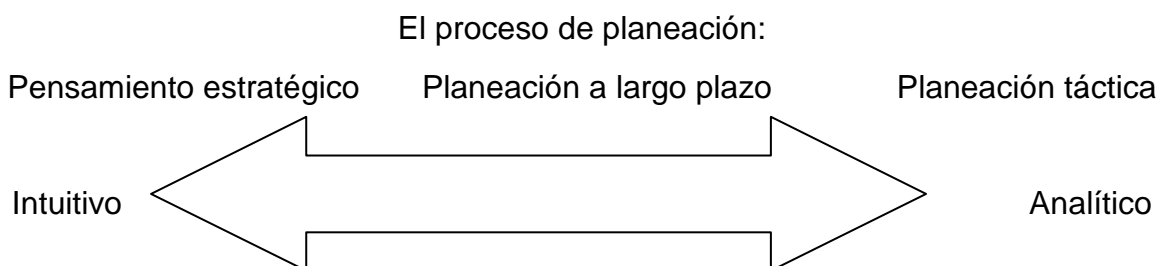 El proceso de planeación:
Pensamiento estratégico Planeación a largo plazo Planeación táctica
Intuitivo Analítico